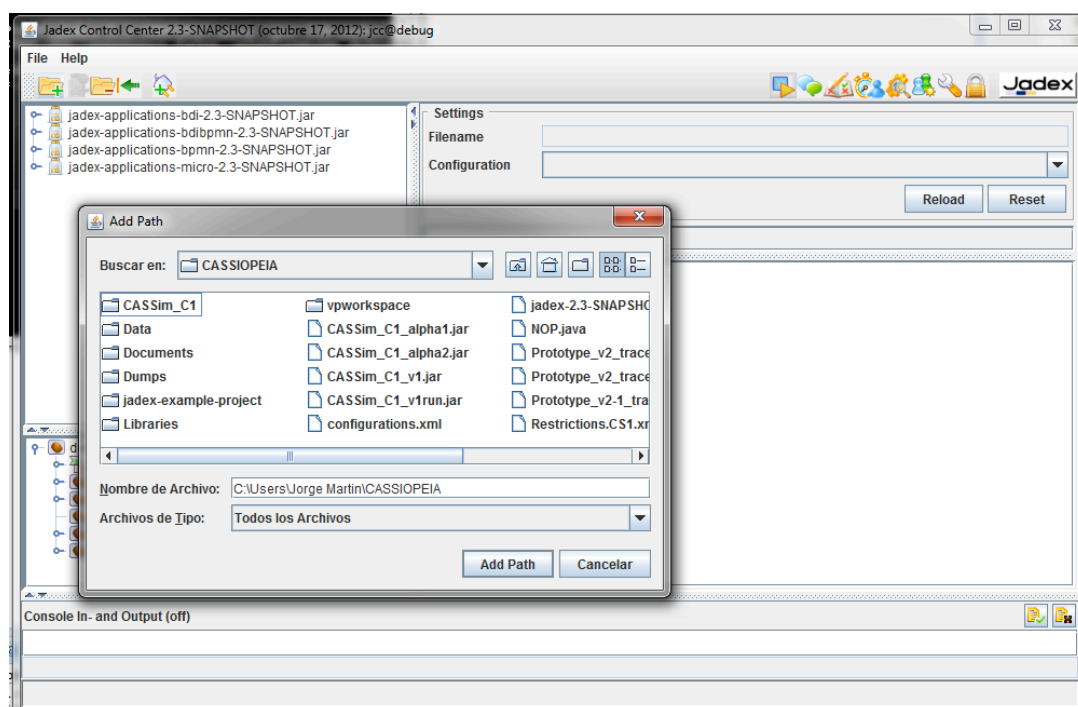 Jadex Control Center 2.3-SNAPSHOT (octubre 17, 2012): jcc@debug
File Help
Jadex
jadex-applications-bdi-2.3-SNAPSHOT.jar
jadex-applications-bdibpmn-2.3-SNAPSHOT.jar
jadex-applications-bpmn-2.3-SNAPSHOT.jar
jadex-applications-micro-2.3-SNAPSHOT.jar
Settings
Filename
Configuration
Reload Reset
Add Path
Buscar en: CASSIOPEIA
CASSim_C1 vpworkspace jadex-2.3-SNAPSHO
Data CASSim_C1_alpha1.jar NOP.java
Documents CASSim_C1_alpha2.jar Prototype_v2_trace
Dumps CASSim_C1_v1.jar Prototype_v2_trace
jadex-example-project CASSim_C1_v1run.jar Prototype_v2-1_tra
Libraries configurations.xml Restrictions.CS1.xr
Nombre de Archivo: C:\Users\Jorge Martin\CASSIOPEIA
Archivos de Tipo: Todos los Archivos
Add Path Cancelar
Console In- and Output (off)